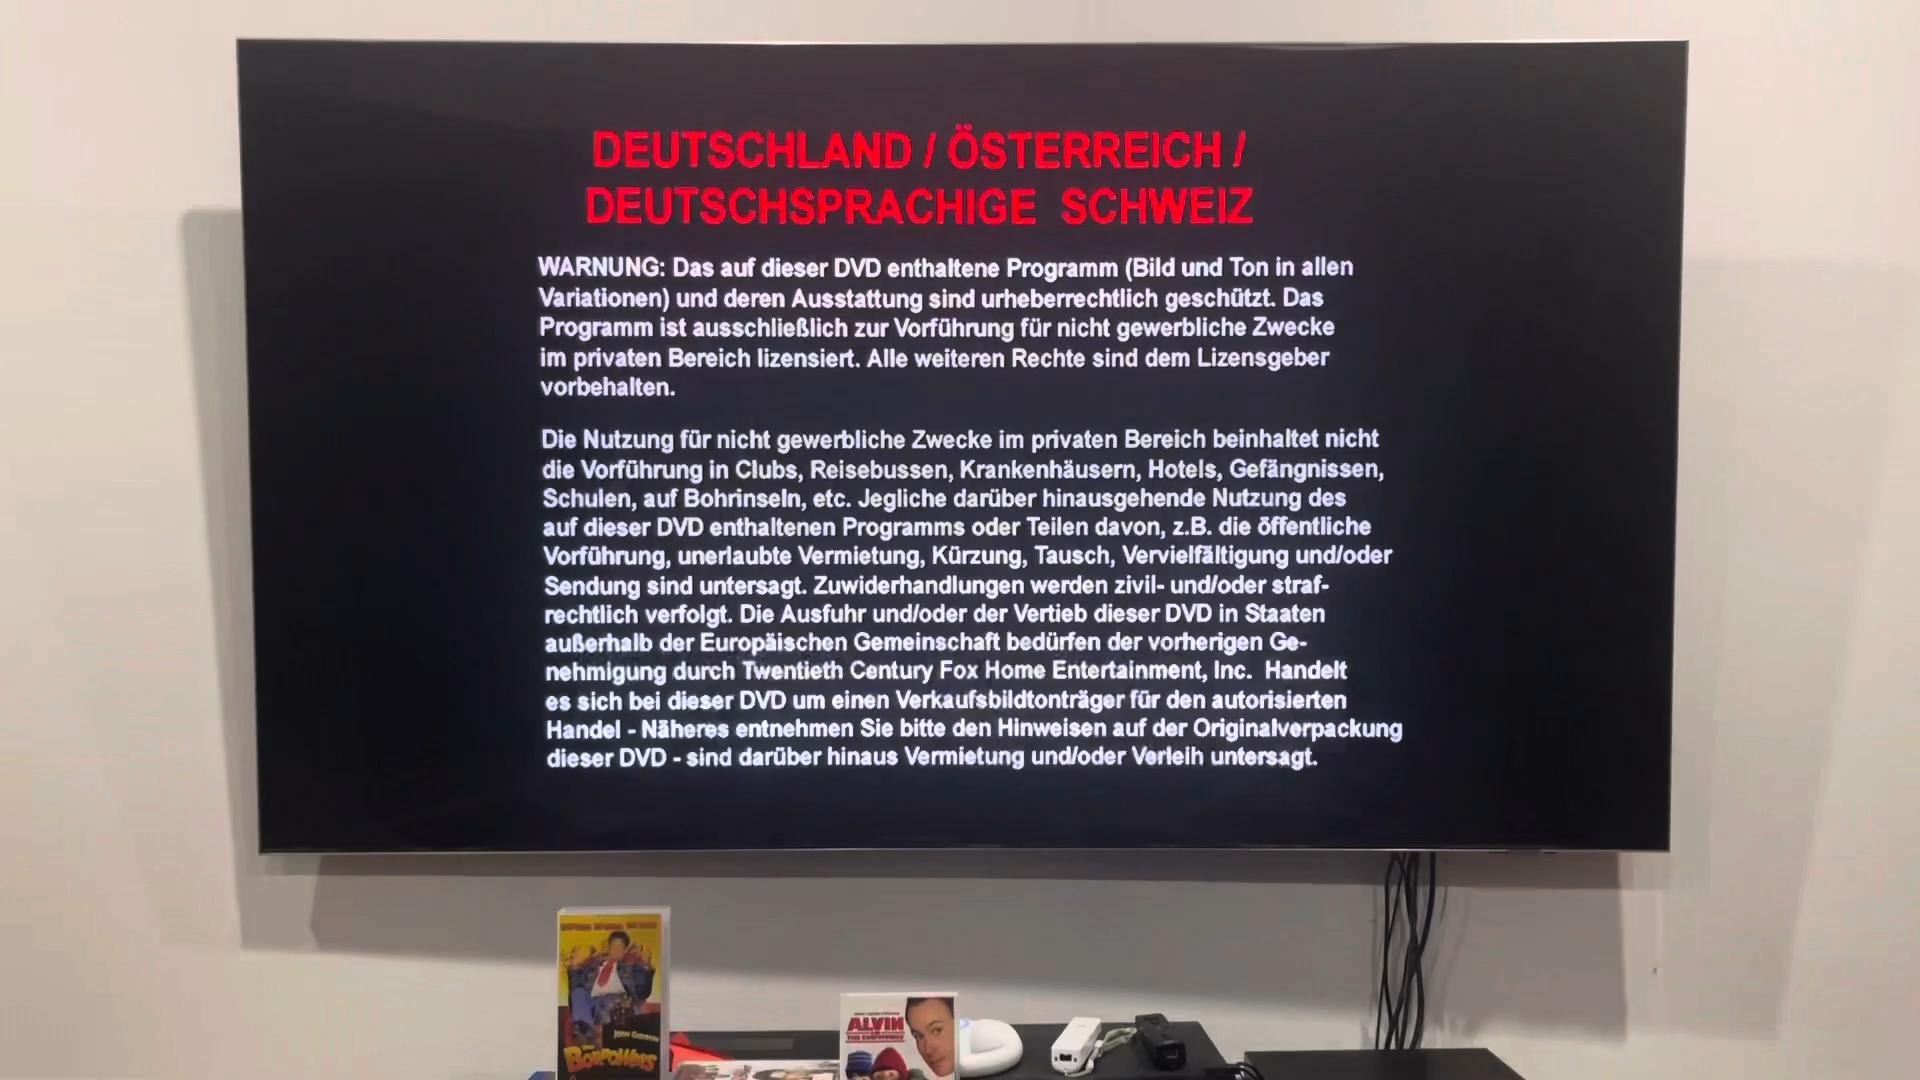 DEUTSCHLAND / ÖSTERREICH /
DEUTSCHSPRACHIGE SCHWEIZ
WARNUNG: Das auf dieser DVD enthaltene Programm (Bild und Ton in allen
Variationen) und deren Ausstattung sind urheberrechtlich geschützt. Das
Programm ist ausschließlich zur Vorführung für nicht gewerbliche Zwecke
im privaten Bereich lizensiert. Alle weiteren Rechte sind dem Lizensgeber
vorbehalten.
Die Nutzung für nicht gewerbliche Zwecke im privaten Bereich beinhaltet nicht
die Vorführung in Clubs, Reisebussen, Krankenhäusern, Hotels, Gefängnissen,
Schulen, auf Bohrinseln, etc. Jegliche darüber hinausgehende Nutzung des
auf dieser DVD enthaltenen Programms oder Teilen davon, z.B. die öffentliche
Vorführung, unerlaubte Vermietung, Kürzung, Tausch, Vervielfältigung und/oder
Sendung sind untersagt. Zuwiderhandlungen werden zivil- und/oder straf-
rechtlich verfolgt. Die Ausfuhr und/oder der Vertieb dieser DVD in Staaten
außerhalb der Europäischen Gemeinschaft bedürfen der vorherigen Ge-
nehmigung durch Twentieth Century Fox Home Entertainment, Inc. Handelt
es sich bei dieser DVD um einen Verkaufsbildtonträger für den autorisierten
Handel - Näheres entnehmen Sie bitte den Hinweisen auf der Originalverpackung
dieser DVD - sind darüber hinaus Vermietung und/oder Verleih untersagt.
JOHN GOODMAN
THE
BORROWERS
ALVIN
AND THE CHIPMUNKS